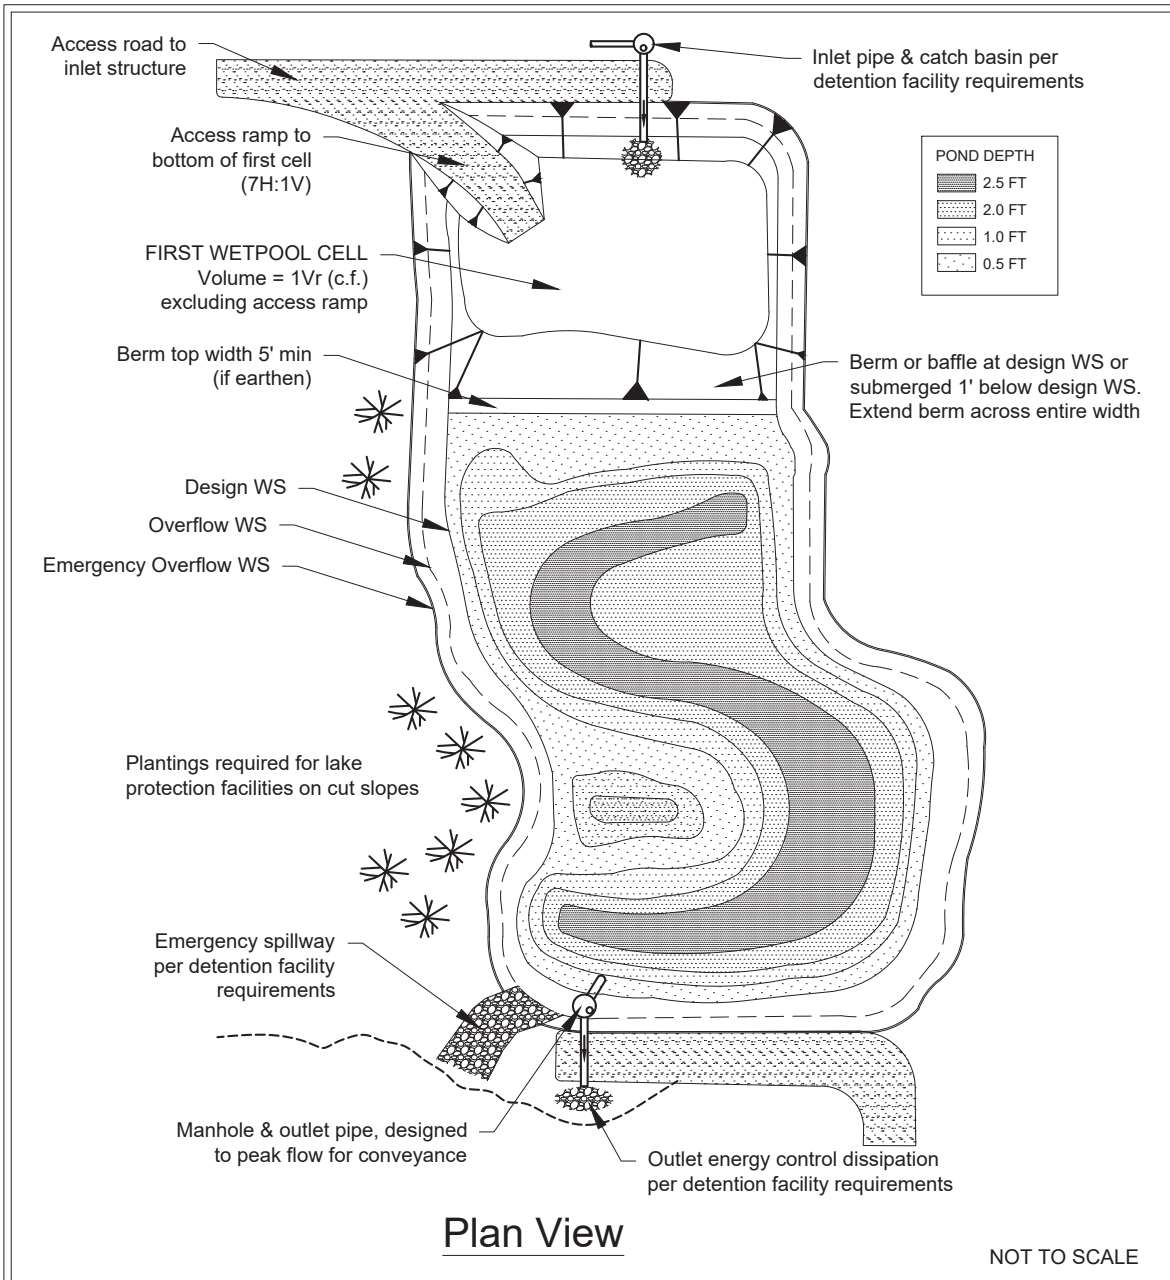 Access road to
inlet structure
Inlet pipe & catch basin per
detention facility requirements
Access ramp to
bottom of first cell
(7H:1V)
POND DEPTH
2.5 FT
2.0 FT
1.0 FT
0.5 FT
FIRST WETPOOL CELL
Volume = 1Vr (c.f.)
excluding access ramp
Berm top width 5' min
(if earthen)
Berm or baffle at design WS or
submerged 1' below design WS.
Extend berm across entire width
Design WS
Overflow WS
Emergency Overflow WS
Plantings required for lake
protection facilities on cut slopes
Emergency spillway
per detention facility
requirements
Manhole & outlet pipe, designed
to peak flow for conveyance
Outlet energy control dissipation
per detention facility requirements
Plan View
NOT TO SCALE